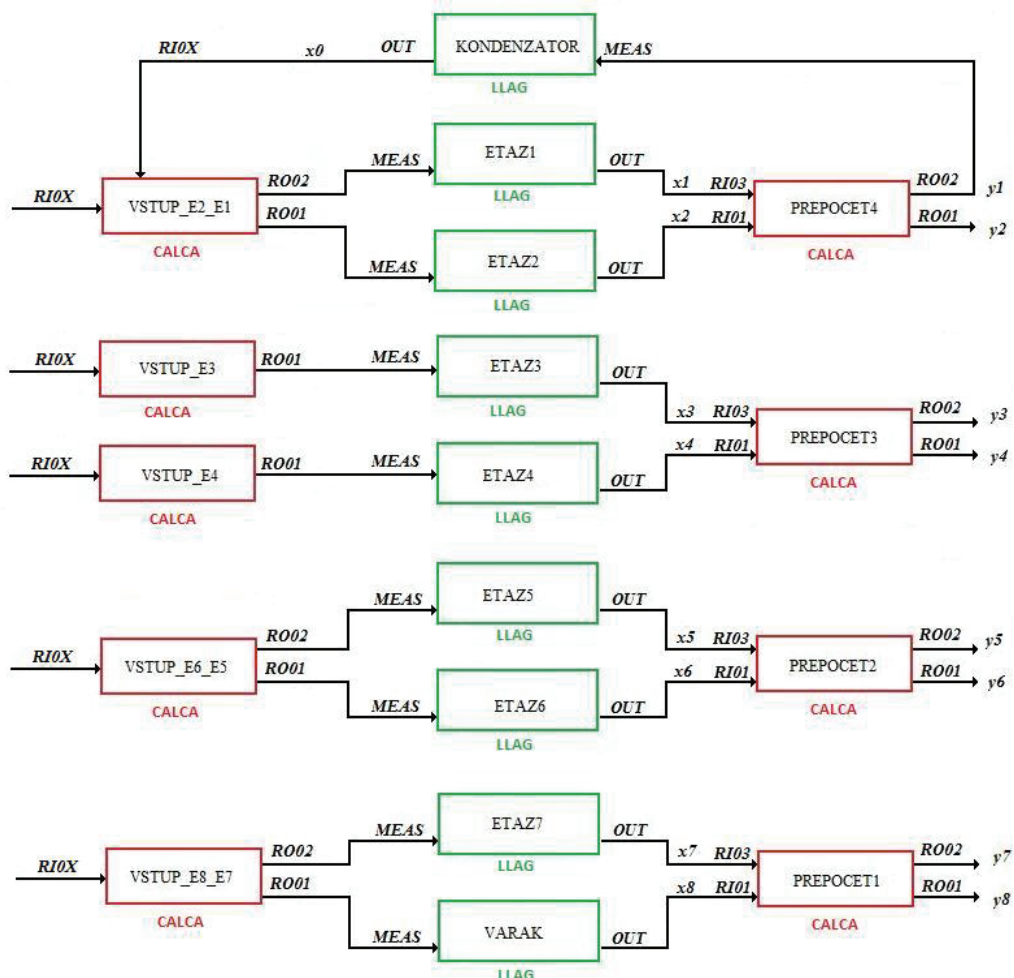 RI0X x0 OUT KONDENZATOR MEAS
LLAG
RI0X VSTUP_E2_E1 RO02 MEAS ETAZ1 OUT x1 RI03 PREPOCET4 RO02 y1
LLAG
CALCA RO01 MEAS ETAZ2 OUT x2 RI01 CALCA RO01 y2
LLAG
RI0X VSTUP_E3 RO01 MEAS ETAZ3 OUT x3 RI03 PREPOCET3 RO02 y3
CALCA LLAG
RI0X VSTUP_E4 RO01 MEAS ETAZ4 OUT x4 RI01 RO01 y4
CALCA LLAG CALCA
RI0X VSTUP_E6_E5 RO02 MEAS ETAZ5 OUT x5 RI03 PREPOCET2 RO02 y5
LLAG
CALCA RO01 MEAS ETAZ6 OUT x6 RI01 CALCA RO01 y6
LLAG
RI0X VSTUP_E8_E7 RO02 MEAS ETAZ7 OUT x7 RI03 PREPOCET1 RO02 y7
LLAG
CALCA RO01 MEAS VARAK OUT x8 RI01 CALCA RO01 y8
LLAG